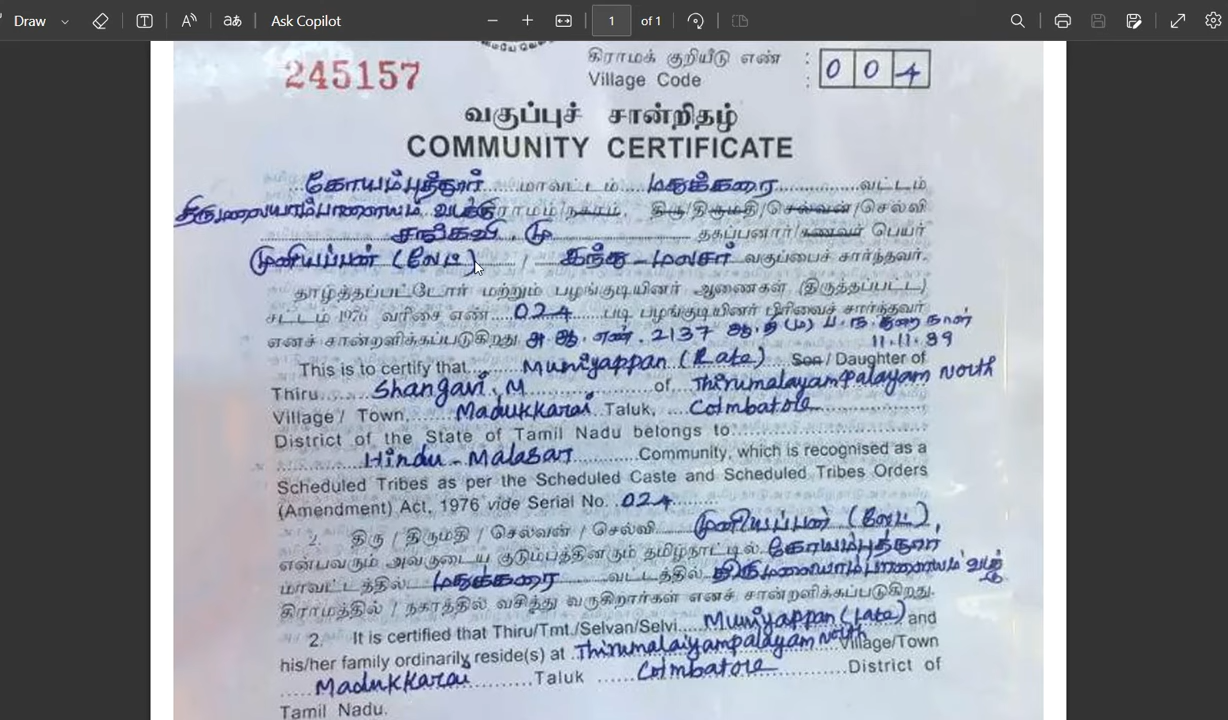 Draw
Ask Copilot
1 of 1
கிராமக் குறியீடு எண் : 0 0 4
Village Code :
245157
வகுப்புச் சான்றிதழ்
COMMUNITY CERTIFICATE
கோயம்புத்தூர் மாவட்டம் மதுக்கரை வட்டம்
திருமலையாம்பாளையம் வடக்கு கிராமம்/நகரம், திரு/திருமதி/செல்வன்/செல்வி
சங்கவி. மு தகப்பனார்/கணவர் பெயர்
முனியப்பன் (லேட்) / இந்து - மலசர் வகுப்பைச் சார்ந்தவர்.
தாழ்த்தப்பட்டோர் மற்றும் பழங்குடியினர் ஆணைகள் (திருத்தப்பட்ட)
சட்டம் 1976 வரிசை எண் 024 படி பழங்குடியினர் பிரிவைச் சார்ந்தவர்
எனச் சான்றளிக்கப்படுகிறது அ. ஆ. எண். 2137 ஆ. தி (ம) ப. ந. துறை நாள்
11.11.89
This is to certify that Muniyappan (Late) Son / Daughter of
Thiru Shangavi, M of Thirumalayampalayam North
Village / Town, Madukkarai Taluk, Coimbatore
District of the State of Tamil Nadu belongs to
Hindu - Malasar Community, which is recognised as a
Scheduled Tribes as per the Scheduled Caste and Scheduled Tribes Orders
(Amendment) Act, 1976 vide Serial No. 024
2. திரு / திருமதி / செல்வன் / செல்வி முனியப்பன் (லேட்),
என்பவரும் அவருடைய குடும்பத்தினரும் தமிழ்நாட்டில் கோயம்புத்தூர்
மாவட்டத்தில் மதுக்கரை வட்டத்தில் திருமலையாம்பாளையம் வடக்கு
கிராமத்தில் / நகரத்தில் வசித்து வருகிறார்கள் எனச் சான்றளிக்கப்படுகிறது.
2. It is certified that Thiru/Tmt./Selvan/Selvi Muniyappan (Late) and
his/her family ordinarily reside(s) at Thirumalaiyampalayam North Village/Town
Madukkarai Taluk Coimbatore District of
Tamil Nadu.